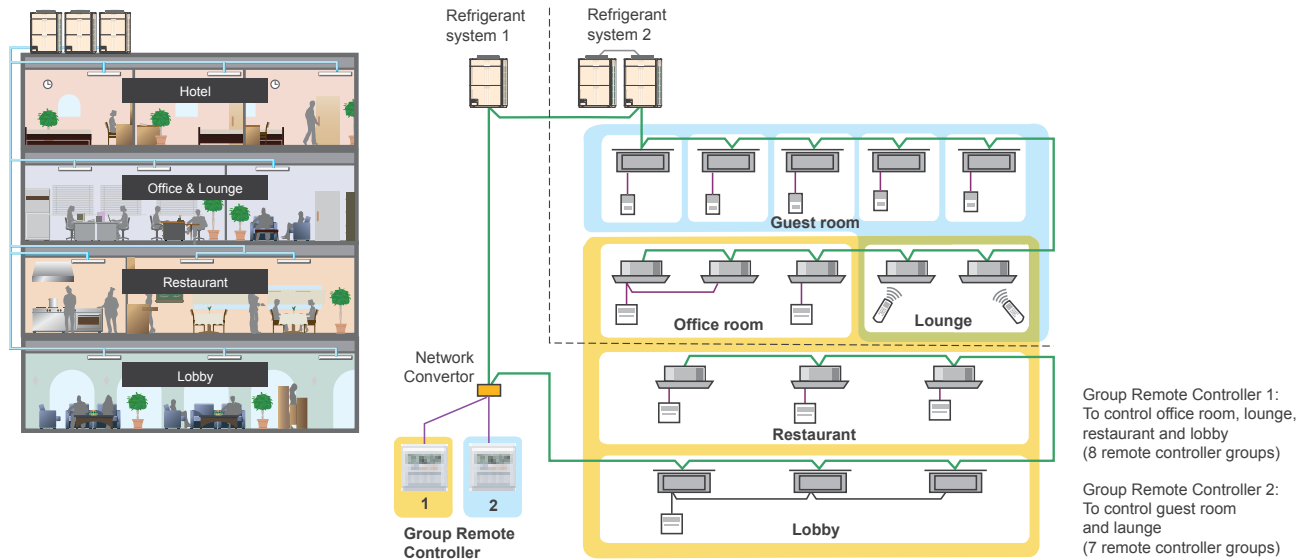 Hotel
Office & Lounge
Restaurant
Lobby
Refrigerant
system 1
Refrigerant
system 2
Guest room
Office room
Lounge
Network
Convertor
Restaurant
Lobby
1
2
Group Remote
Controller
Group Remote Controller 1:
To control office room, lounge,
restaurant and lobby
(8 remote controller groups)
Group Remote Controller 2:
To control guest room
and launge
(7 remote controller groups)